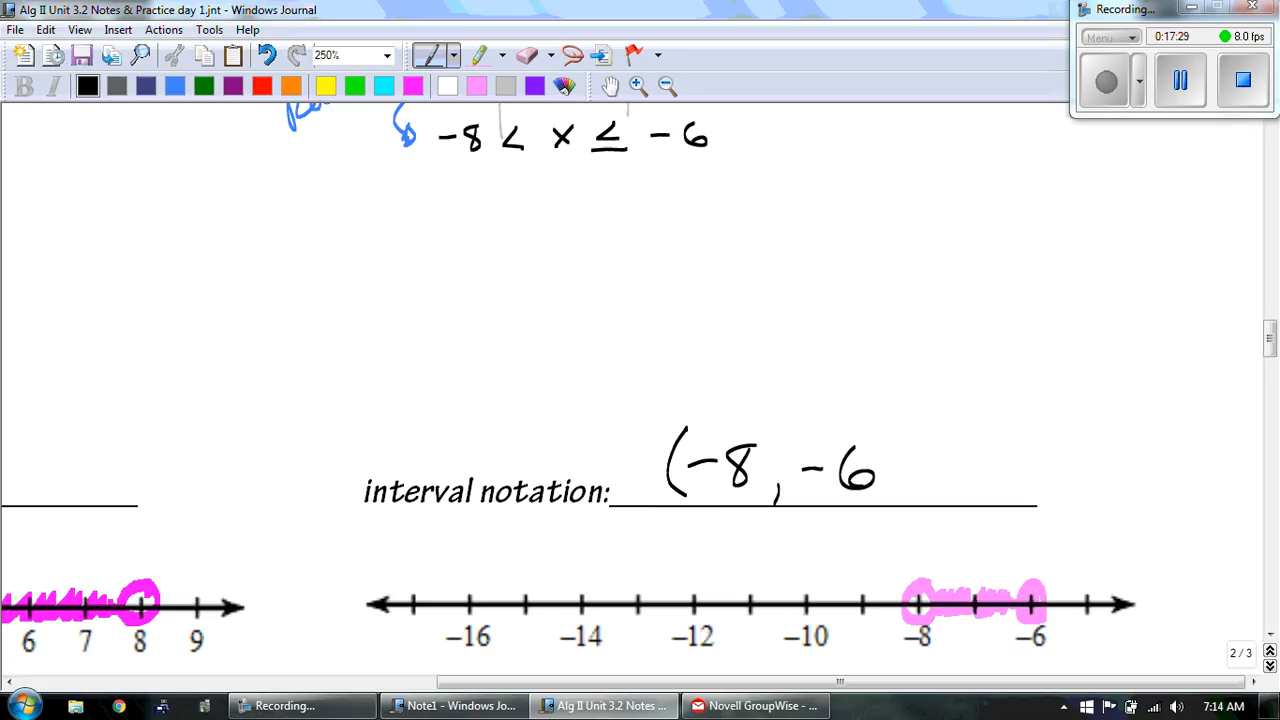 Alg II Unit 3.2 Notes & Practice day 1.jnt - Windows Journal
Recording...
File Edit View Insert Actions Tools Help
Menu 0:17:29 8.0 fps
250%
B I
-8 < x ≤ -6
(-8, -6
interval notation:
6 7 8 9
-16 -14 -12 -10 -8 -6
2 / 3
Recording... Note1 - Windows Jo... Alg II Unit 3.2 Notes ... Novell GroupWise - ... 7:14 AM